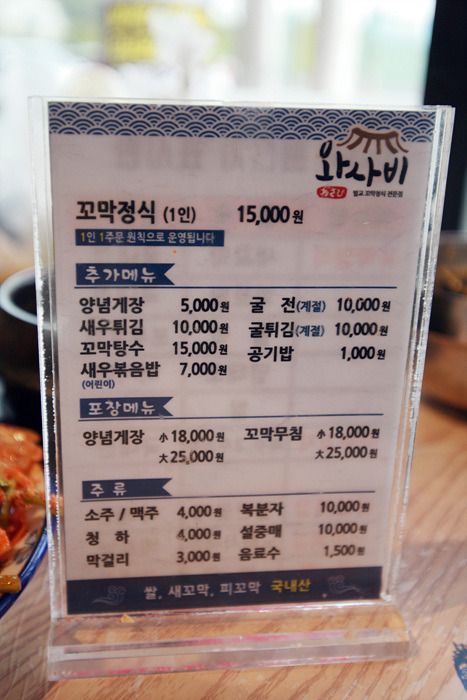 와사비
わさび 벌교 꼬막정식 전문점
꼬막정식 (1인) 15,000원
1인 1주문 원칙으로 운영됩니다
추가메뉴
양념게장 5,000원 굴 전(계절) 10,000원
새우튀김 10,000원 굴튀김(계절) 10,000원
꼬막탕수 15,000원 공기밥 1,000원
새우볶음밥 7,000원
(어린이)
포장메뉴
양념게장 小 18,000원 꼬막무침 小 18,000원
大 25,000원 大 25,000원
주 류
소주 / 맥주 4,000원 복분자 10,000원
청 하 4,000원 설중매 10,000원
막걸리 3,000원 음료수 1,500원
쌀, 새꼬막, 피꼬막 국내산